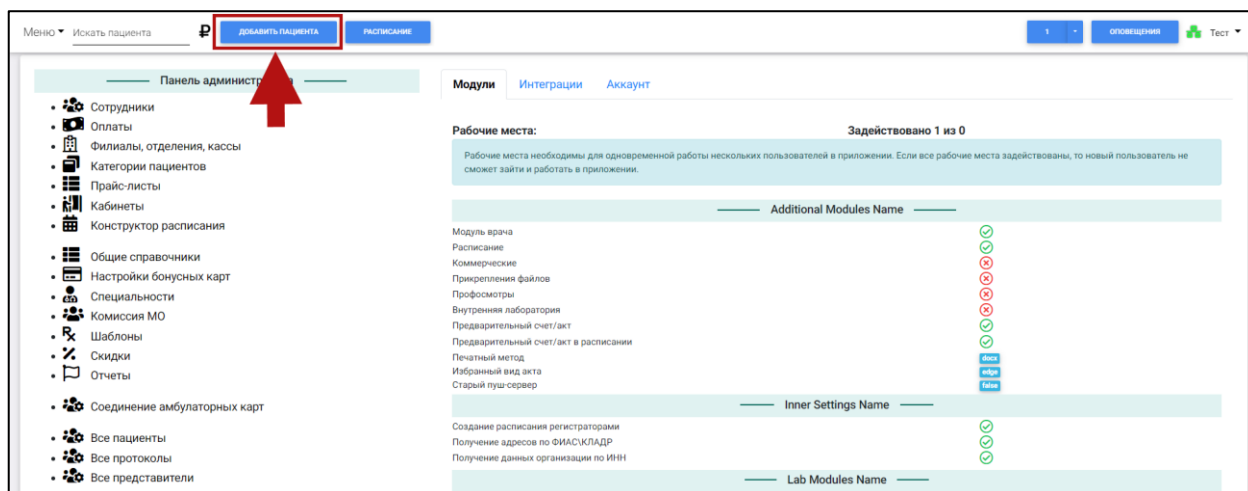 Меню Искать пациента ₽ ДОБАВИТЬ ПАЦИЕНТА РАСПИСАНИЕ 1 ОПОВЕЩЕНИЯ Тест
Панель администр
Сотрудники
Оплаты
Филиалы, отделения, кассы
Категории пациентов
Прайс-листы
Кабинеты
Конструктор расписания
Общие справочники
Настройки бонусных карт
Специальности
Комиссия МО
Шаблоны
Скидки
Отчеты
Соединение амбулаторных карт
Все пациенты
Все протоколы
Все представители
Модули Интеграции Аккаунт
Рабочие места: Задействовано 1 из 0
Рабочие места необходимы для одновременной работы нескольких пользователей в приложении. Если все рабочие места задействованы, то новый пользователь не
сможет зайти и работать в приложении.
Additional Modules Name
Модуль врача
Расписание
Коммерческие
Прикрепления файлов
Профосмотры
Внутренняя лаборатория
Предварительный счет/акт
Предварительный счет/акт в расписании
Печатный метод docx
Избранный вид акта edge
Старый пуш-сервер false
Inner Settings Name
Создание расписания регистраторами
Получение адресов по ФИАС\КЛАДР
Получение данных организации по ИНН
Lab Modules Name